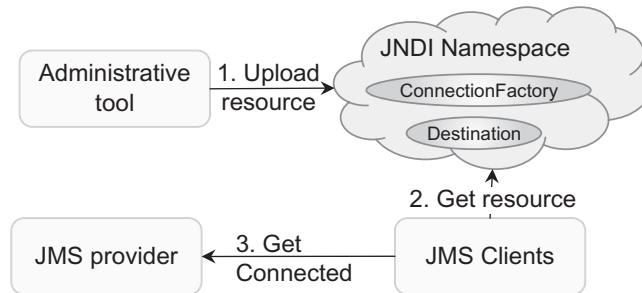 JNDI Namespace
Administrative
tool
1. Upload
resource
ConnectionFactory
Destination
2. Get resource
JMS provider
3. Get
Connected
JMS Clients